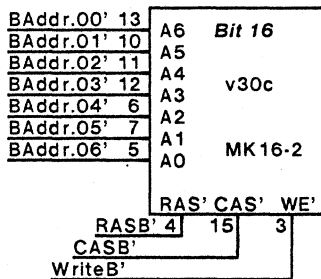 BAddr.00' 13 A6 Bit 16
BAddr.01' 10 A5
BAddr.02' 11 A4 v30c
BAddr.03' 12 A3
BAddr.04' 6 A2
BAddr.05' 7 A1 MK16-2
BAddr.06' 5 A0
RAS' CAS' WE'
RASB' 4 15 3
CASB'
WriteB'